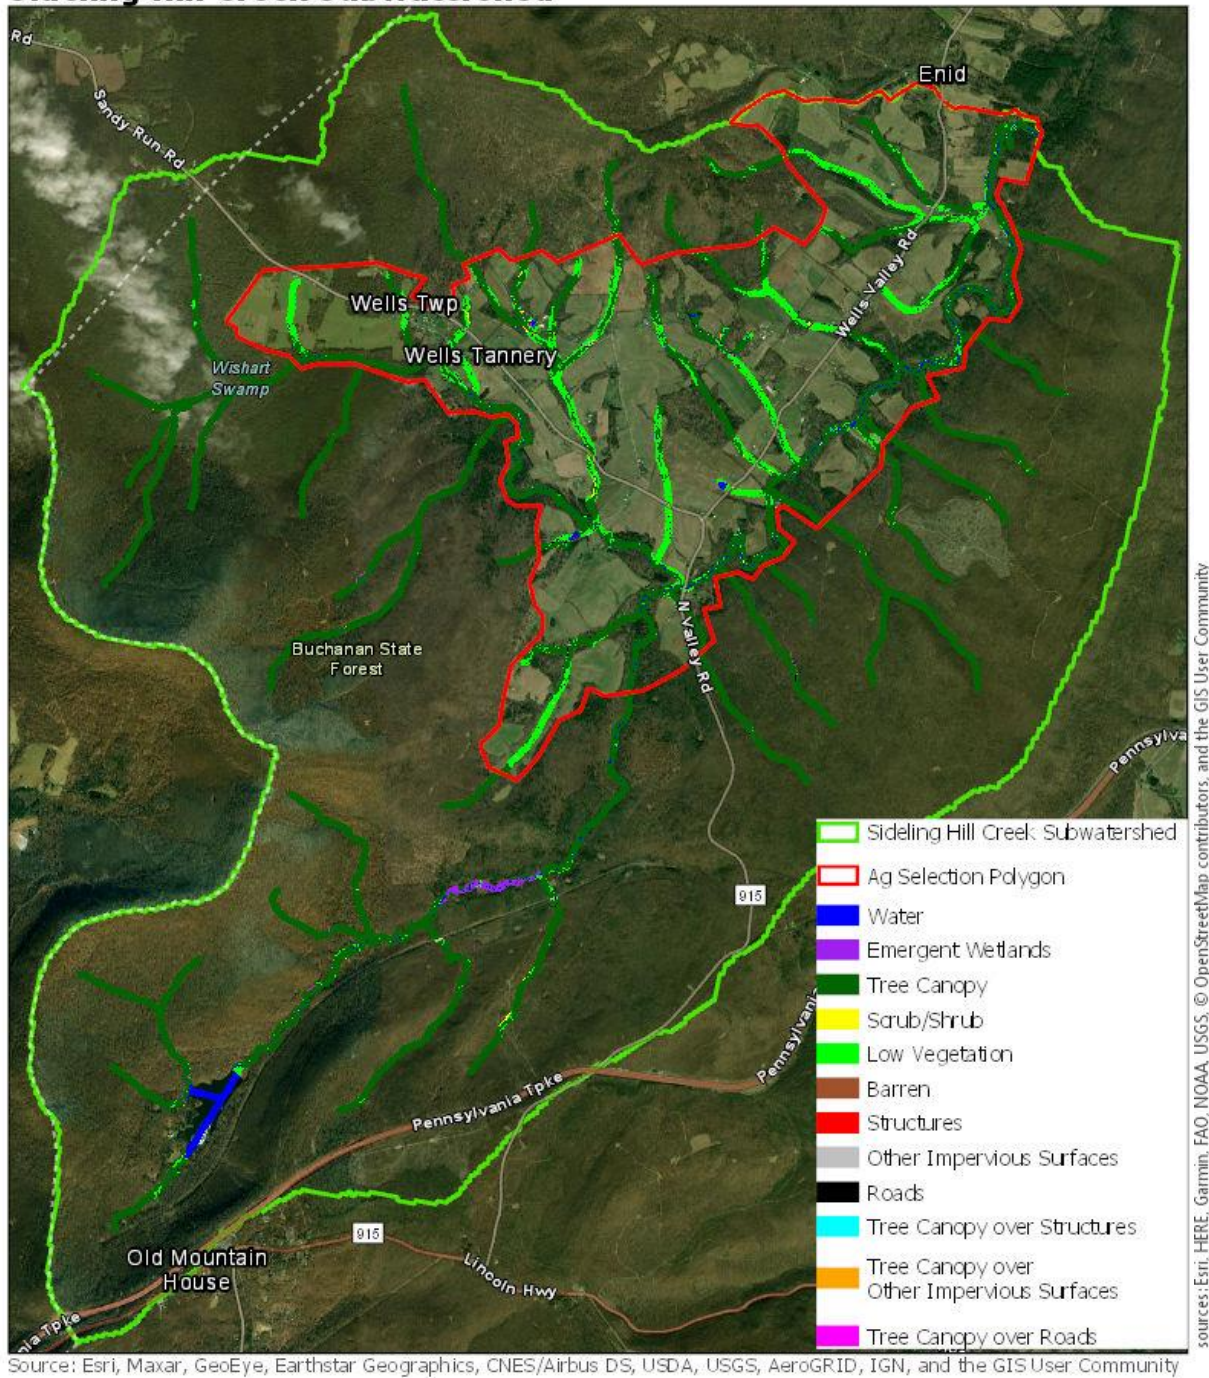 Enid
Rd
Sandy Run Rd
Wells Valley Rd
Wells Twp
Wells Tannery
Wishart
Swamp
Buchanan State
Forest
N Valley Rd
Pennsylva
915
Pennsylvania
Pennsylvania Tpke
915
Lincoln Hwy
Old Mountain
House
nia Tpke
Sideling Hill Creek Subwatershed
Ag Selection Polygon
Water
Emergent Wetlands
Tree Canopy
Scrub/Shrub
Low Vegetation
Barren
Structures
Other Impervious Surfaces
Roads
Tree Canopy over Structures
Tree Canopy over
Other Impervious Surfaces
Tree Canopy over Roads
sources: Esri, HERE, Garmin, FAO, NOAA, USGS, © OpenStreetMap contributors, and the GIS User Community
Source: Esri, Maxar, GeoEye, Earthstar Geographics, CNES/Airbus DS, USDA, USGS, AeroGRID, IGN, and the GIS User Community